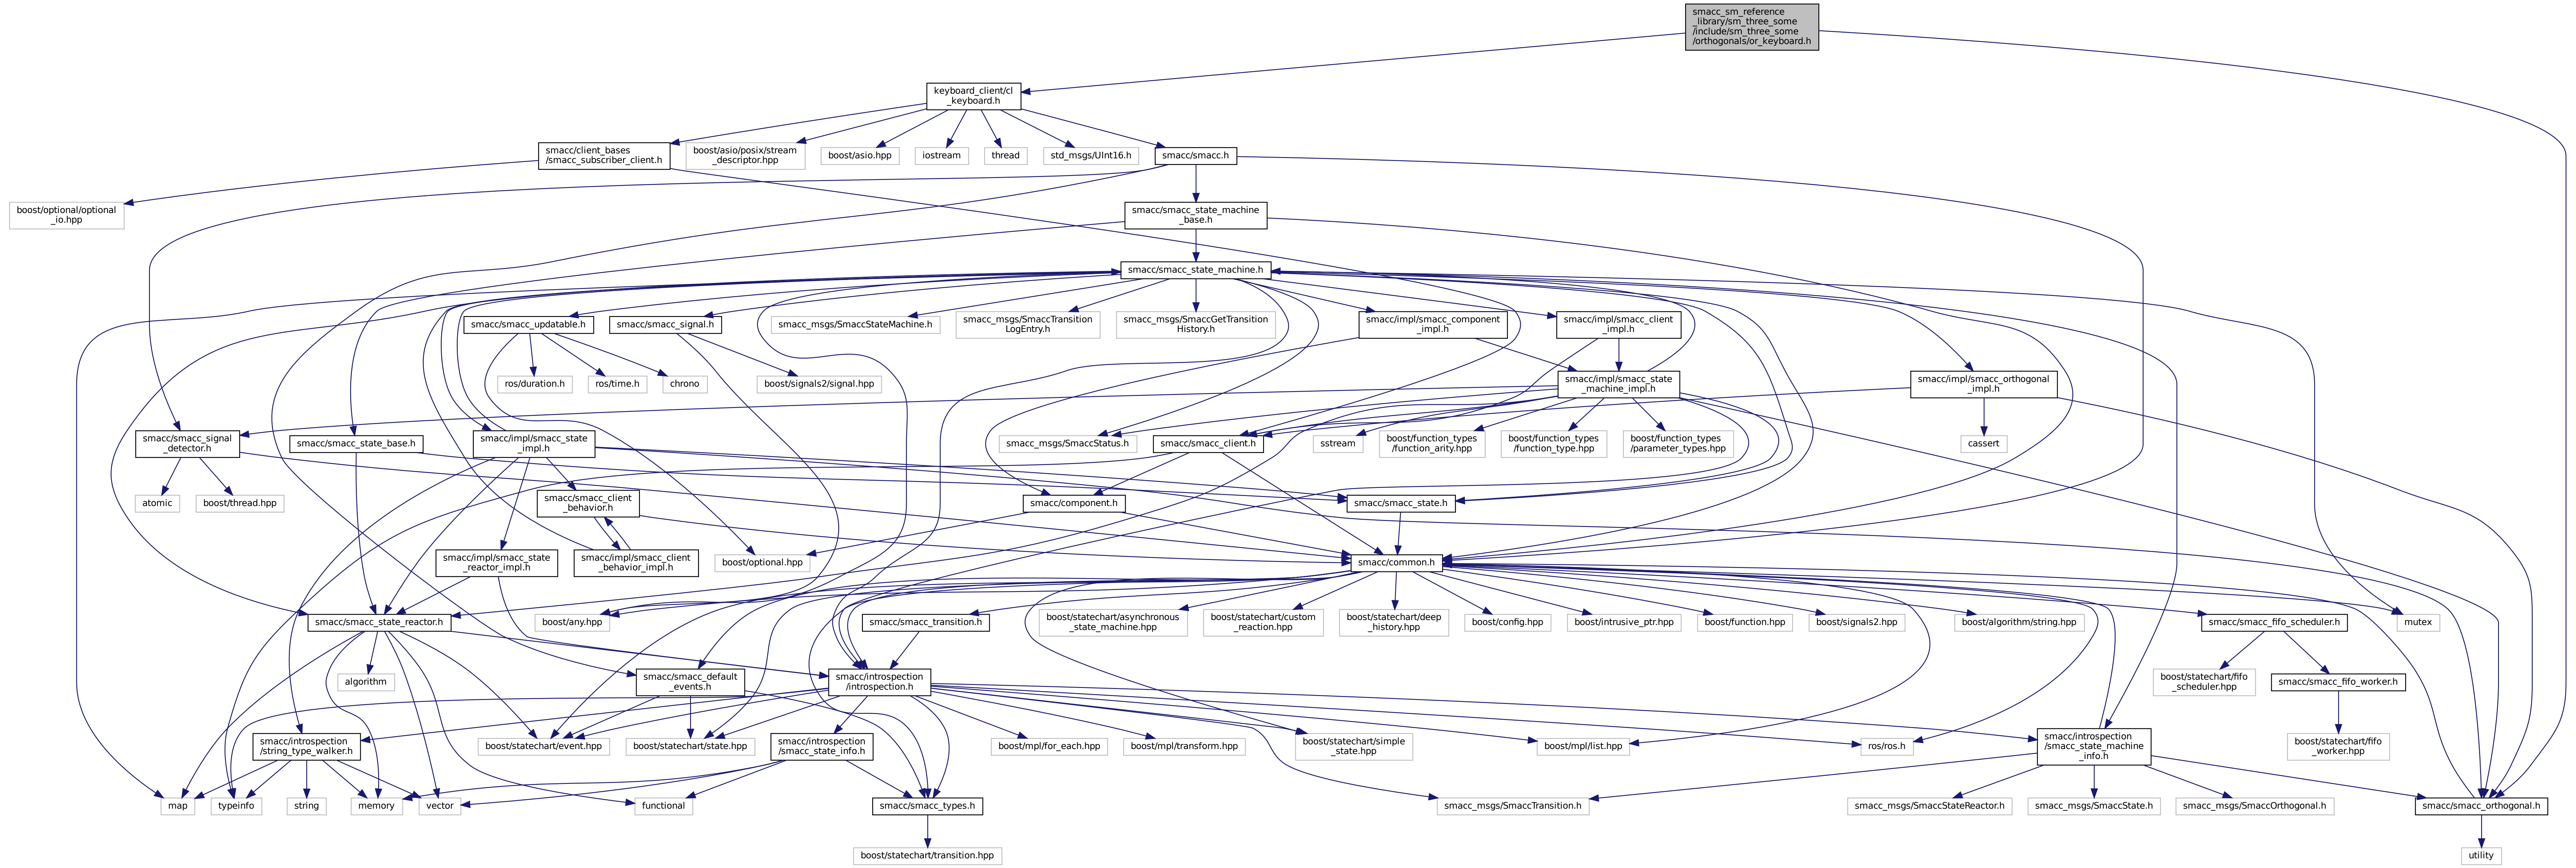 smacc_sm_reference
_library/sm_three_some
/include/sm_three_some
/orthogonals/or_keyboard.h
keyboard_client/cl
_keyboard.h
smacc/client_bases
/smacc_subscriber_client.h
boost/asio/posix/stream
_descriptor.hpp
boost/asio.hpp
iostream
thread
std_msgs/UInt16.h
smacc/smacc.h
boost/optional/optional
_io.hpp
smacc/smacc_state_machine
_base.h
smacc/smacc_state_machine.h
smacc/smacc_updatable.h
smacc/smacc_signal.h
smacc_msgs/SmaccStateMachine.h
smacc_msgs/SmaccTransition
LogEntry.h
smacc_msgs/SmaccGetTransition
History.h
smacc/impl/smacc_component
_impl.h
smacc/impl/smacc_client
_impl.h
ros/duration.h
ros/time.h
chrono
boost/signals2/signal.hpp
smacc/impl/smacc_state
_machine_impl.h
smacc/impl/smacc_orthogonal
_impl.h
smacc/smacc_signal
_detector.h
smacc/smacc_state_base.h
smacc/impl/smacc_state
_impl.h
smacc_msgs/SmaccStatus.h
smacc/smacc_client.h
sstream
boost/function_types
/function_arity.hpp
boost/function_types
/function_type.hpp
boost/function_types
/parameter_types.hpp
cassert
atomic
boost/thread.hpp
smacc/smacc_client
_behavior.h
smacc/component.h
smacc/smacc_state.h
smacc/impl/smacc_state
_reactor_impl.h
smacc/impl/smacc_client
_behavior_impl.h
boost/optional.hpp
smacc/common.h
smacc/smacc_state_reactor.h
boost/any.hpp
smacc/smacc_transition.h
boost/statechart/asynchronous
_state_machine.hpp
boost/statechart/custom
_reaction.hpp
boost/statechart/deep
_history.hpp
boost/config.hpp
boost/intrusive_ptr.hpp
boost/function.hpp
boost/signals2.hpp
boost/algorithm/string.hpp
smacc/smacc_fifo_scheduler.h
mutex
algorithm
smacc/smacc_default
_events.h
smacc/introspection
/introspection.h
boost/statechart/fifo
_scheduler.hpp
smacc/smacc_fifo_worker.h
smacc/introspection
/string_type_walker.h
boost/statechart/event.hpp
boost/statechart/state.hpp
smacc/introspection
/smacc_state_info.h
boost/mpl/for_each.hpp
boost/mpl/transform.hpp
boost/statechart/simple
_state.hpp
boost/mpl/list.hpp
ros/ros.h
smacc/introspection
/smacc_state_machine
_info.h
boost/statechart/fifo
_worker.hpp
map
typeinfo
string
memory
vector
functional
smacc/smacc_types.h
smacc_msgs/SmaccTransition.h
smacc_msgs/SmaccStateReactor.h
smacc_msgs/SmaccState.h
smacc_msgs/SmaccOrthogonal.h
smacc/smacc_orthogonal.h
boost/statechart/transition.hpp
utility